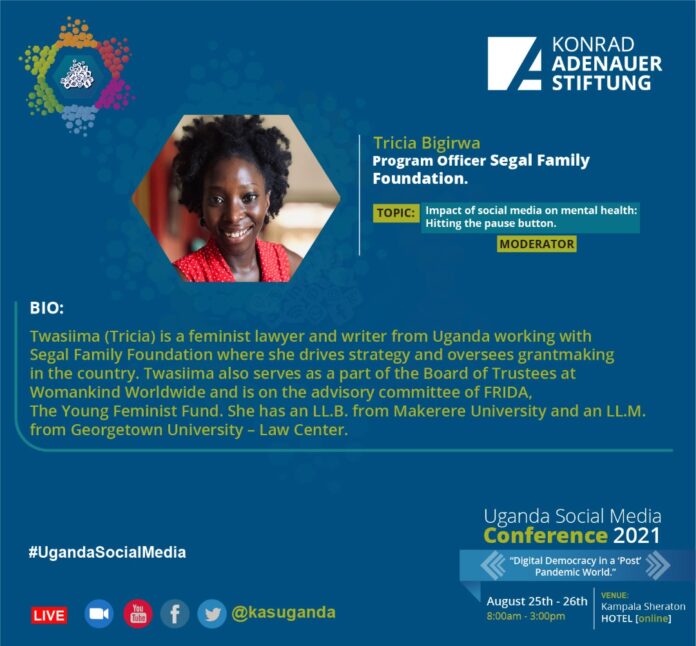 KONRAD
ADENAUER
STIFTUNG
Tricia Bigirwa
Program Officer Segal Family
Foundation.
TOPIC: Impact of social media on mental health:
Hitting the pause button.
MODERATOR
BIO:
Twasiima (Tricia) is a feminist lawyer and writer from Uganda working with
Segal Family Foundation where she drives strategy and oversees grantmaking
in the country. Twasiima also serves as a part of the Board of Trustees at
Womankind Worldwide and is on the advisory committee of FRIDA,
The Young Feminist Fund. She has an LL.B. from Makerere University and an LL.M.
from Georgetown University – Law Center.
#UgandaSocialMedia
Uganda Social Media
Conference 2021
“Digital Democracy in a ‘Post’
Pandemic World.”
August 25th - 26th
8:00am - 3:00pm
VENUE:
Kampala Sheraton
HOTEL [online]
LIVE
You
Tube
@kasuganda